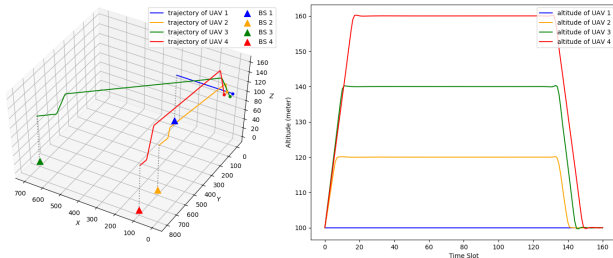 trajectory of UAV 1
trajectory of UAV 2
trajectory of UAV 3
trajectory of UAV 4
BS 1
BS 2
BS 3
BS 4
160
140
120
100
80
60
40
20
0
Z
0
100
200
300
400
500
600
700
800
Y
700
600
500
400
300
200
100
0
X
altitude of UAV 1
altitude of UAV 2
altitude of UAV 3
altitude of UAV 4
Altitude (meter)
160
150
140
130
120
110
100
0
20
40
60
80
100
120
140
160
Time Slot